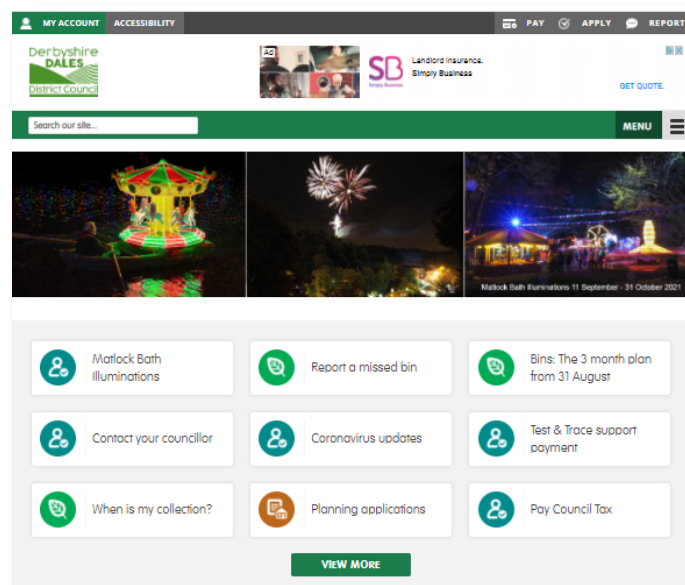 MY ACCOUNT ACCESSIBILITY PAY APPLY REPORT
Derbyshire
DALES
District Council
Ad
SB
Simply Business
Landlord Insurance.
Simply Business
GET QUOTE.
Search our site...
MENU
Matlock Bath Illuminations 11 September - 31 October 2021
Matlock Bath
Illuminations
Report a missed bin
Bins: The 3 month plan
from 31 August
Contact your councillor
Coronavirus updates
Test & Trace support
payment
When is my collection?
Planning applications
Pay Council Tax
VIEW MORE